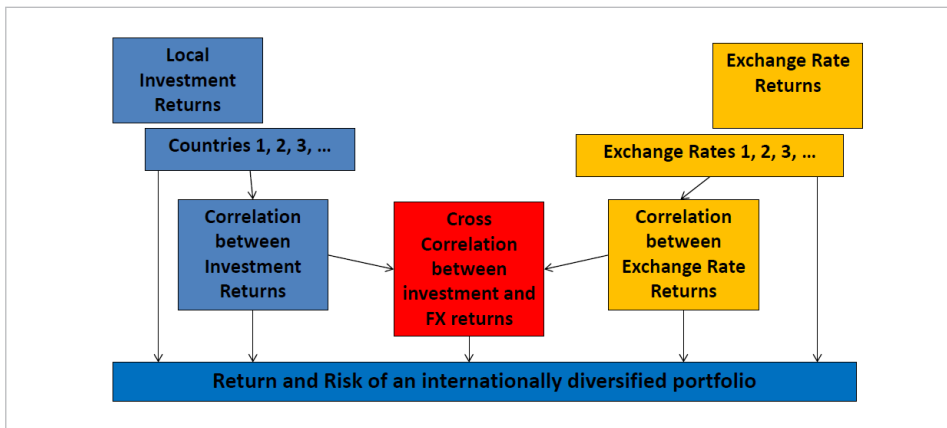 Local
Investment
Returns
Exchange Rate
Returns
Countries 1, 2, 3, ...
Exchange Rates 1, 2, 3, ...
Correlation
between
Investment
Returns
Cross
Correlation
between
investment and
FX returns
Correlation
between
Exchange Rate
Returns
Return and Risk of an internationally diversified portfolio